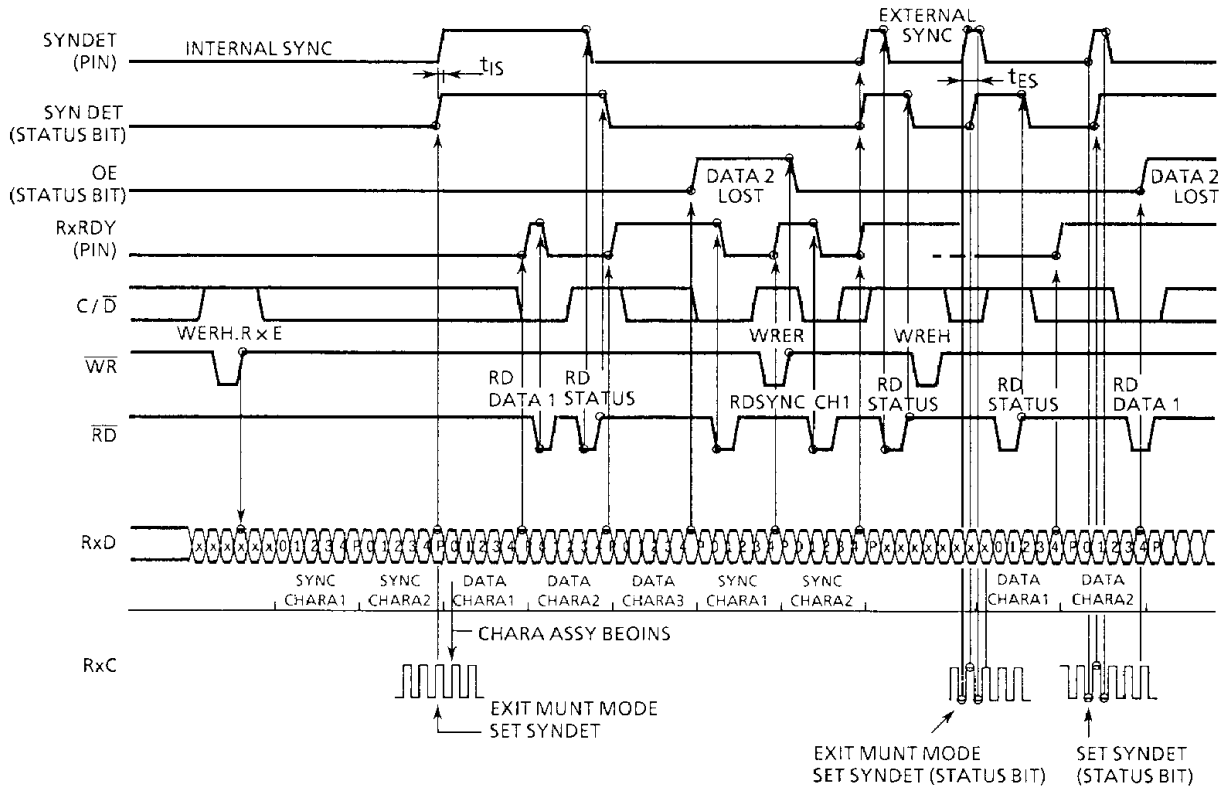 EXTERNAL
SYNC
SYNDET
(PIN)
INTERNAL SYNC
tIS
tES
SYN DET
(STATUS BIT)
OE
(STATUS BIT)
DATA 2
LOST
DATA 2
LOST
RxRDY
(PIN)
C/D
WERH.RxE
WRER
WREH
WR
RD
DATA 1
RD
STATUS
RDSYNC CH1
RD
STATUS
RD
STATUS
RD
DATA 1
RD
RxD
SYNC
CHARA1
SYNC
CHARA2
DATA
CHARA1
DATA
CHARA2
DATA
CHARA3
SYNC
CHARA1
SYNC
CHARA2
DATA
CHARA1
DATA
CHARA2
CHARA ASSY BEOINS
RxC
EXIT MUNT MODE
SET SYNDET
EXIT MUNT MODE
SET SYNDET (STATUS BIT)
SET SYNDET
(STATUS BIT)